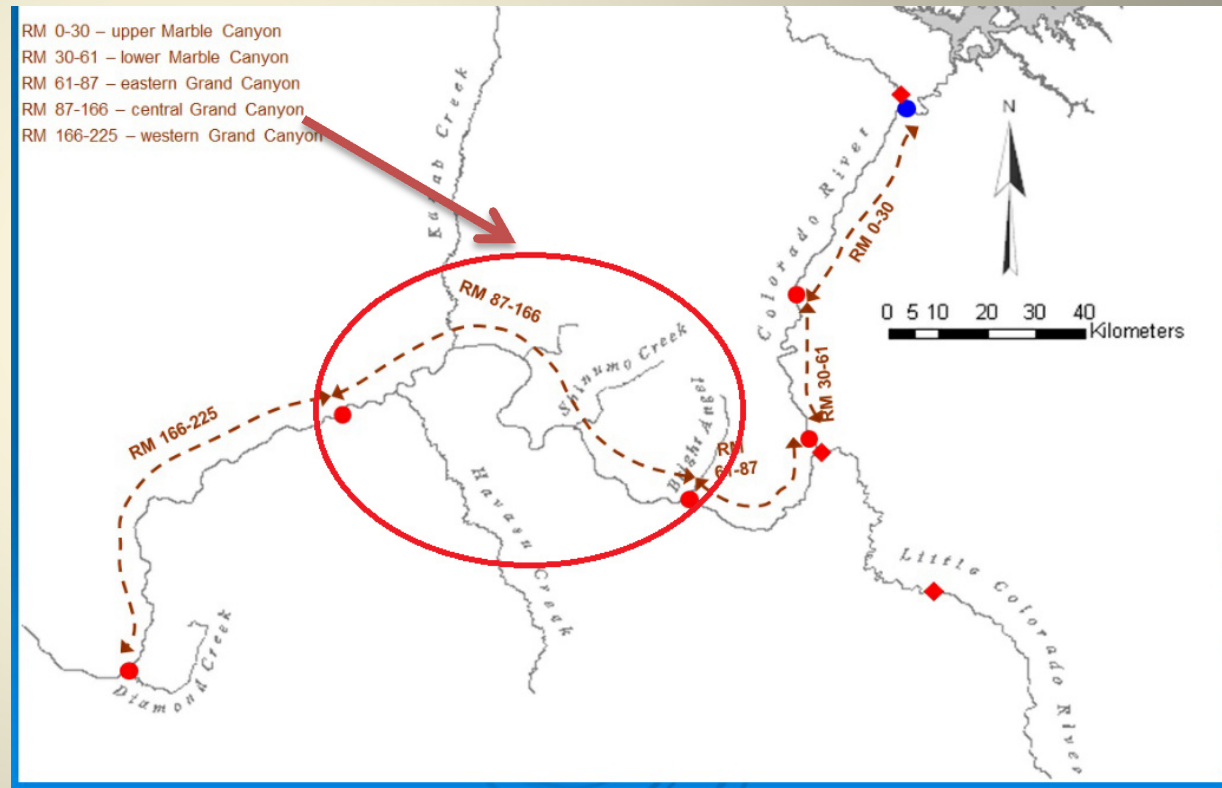 RM 0-30 – upper Marble Canyon
RM 30-61 – lower Marble Canyon
RM 61-87 – eastern Grand Canyon
RM 87-166 – central Grand Canyon
RM 166-225 – western Grand Canyon
Kanab Creek
Colorado River
N
RM 0-30
0 5 10 20 30 40
Kilometers
RM 87-166
Shinumo Creek
RM 30-61
RM 166-225
Bright Angel
RM
61-87
Havasu Creek
Little Colorado River
Diamond Creek